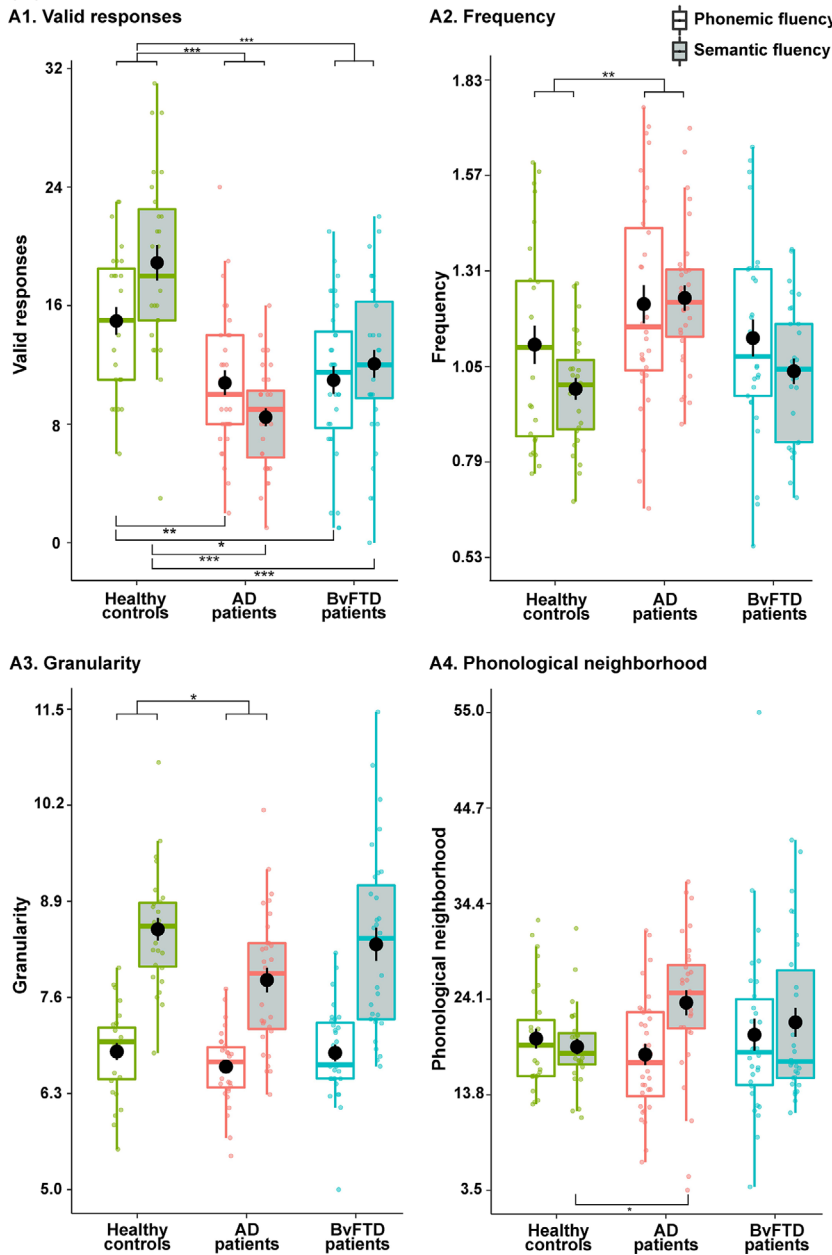 A1. Valid responses
A2. Frequency
Phonemic fluency
Semantic fluency
Valid responses
32
24
16
8
0
***
***
**
*
***
***
Healthy controls
AD patients
BvFTD patients
Frequency
1.83
1.57
1.31
1.05
0.79
0.53
**
Healthy controls
AD patients
BvFTD patients
A3. Granularity
A4. Phonological neighborhood
Granularity
11.5
10.2
8.9
7.6
6.3
5.0
*
Healthy controls
AD patients
BvFTD patients
Phonological neighborhood
55.0
44.7
34.4
24.1
13.8
3.5
*
Healthy controls
AD patients
BvFTD patients